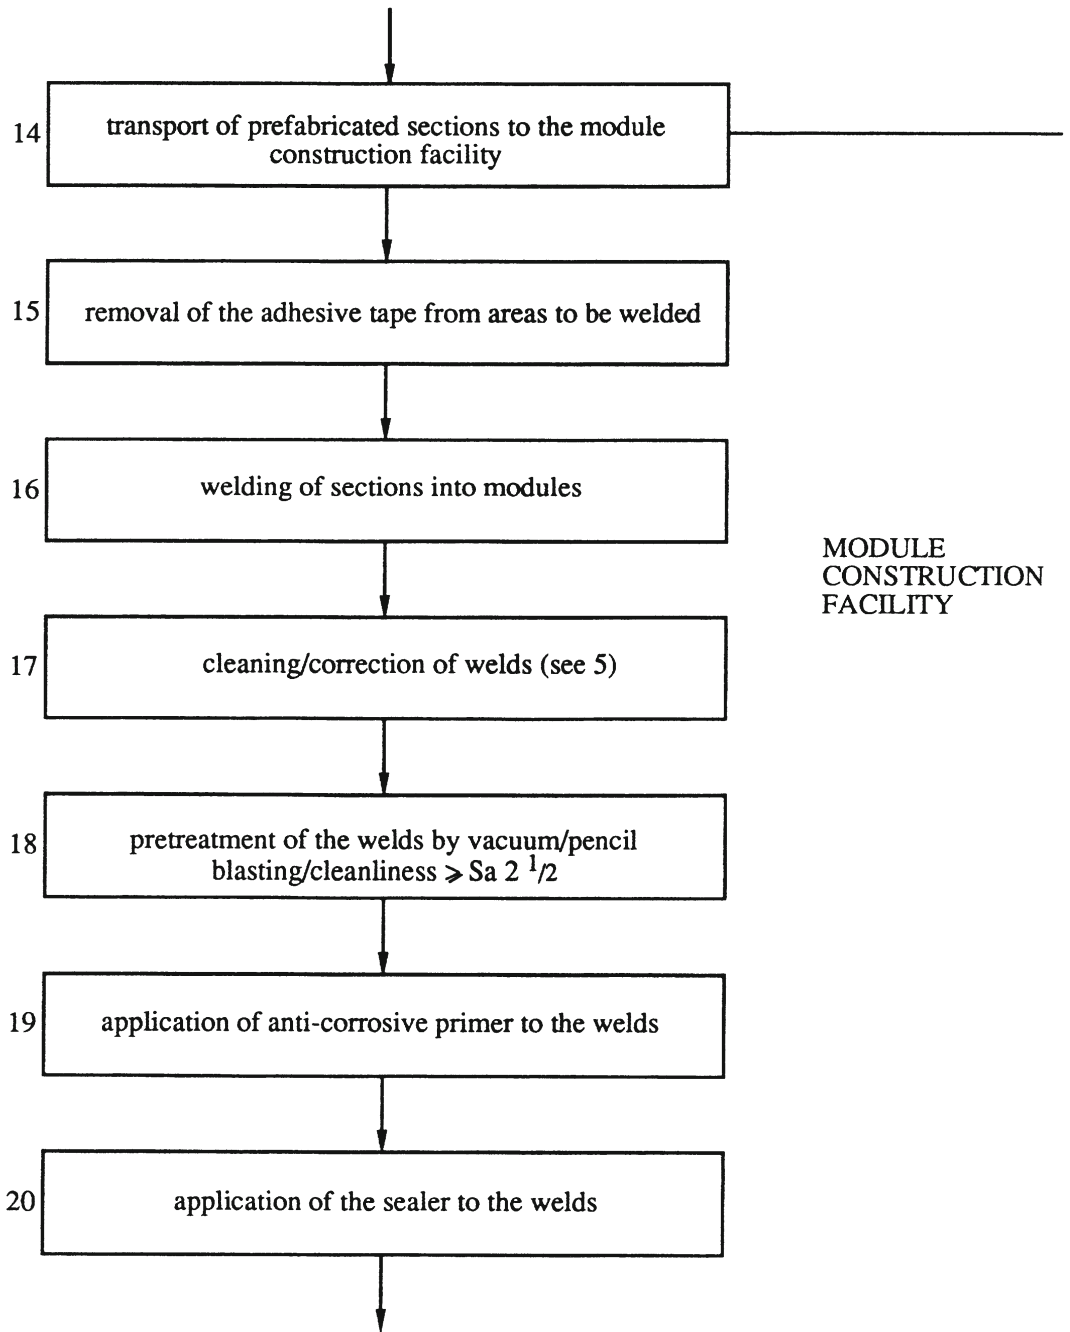 14
transport of prefabricated sections to the module
construction facility
15
removal of the adhesive tape from areas to be welded
16
welding of sections into modules
MODULE
CONSTRUCTION
FACILITY
17
cleaning/correction of welds (see 5)
18
pretreatment of the welds by vacuum/pencil
blasting/cleanliness ⩾ Sa 2 1/2
19
application of anti-corrosive primer to the welds
20
application of the sealer to the welds